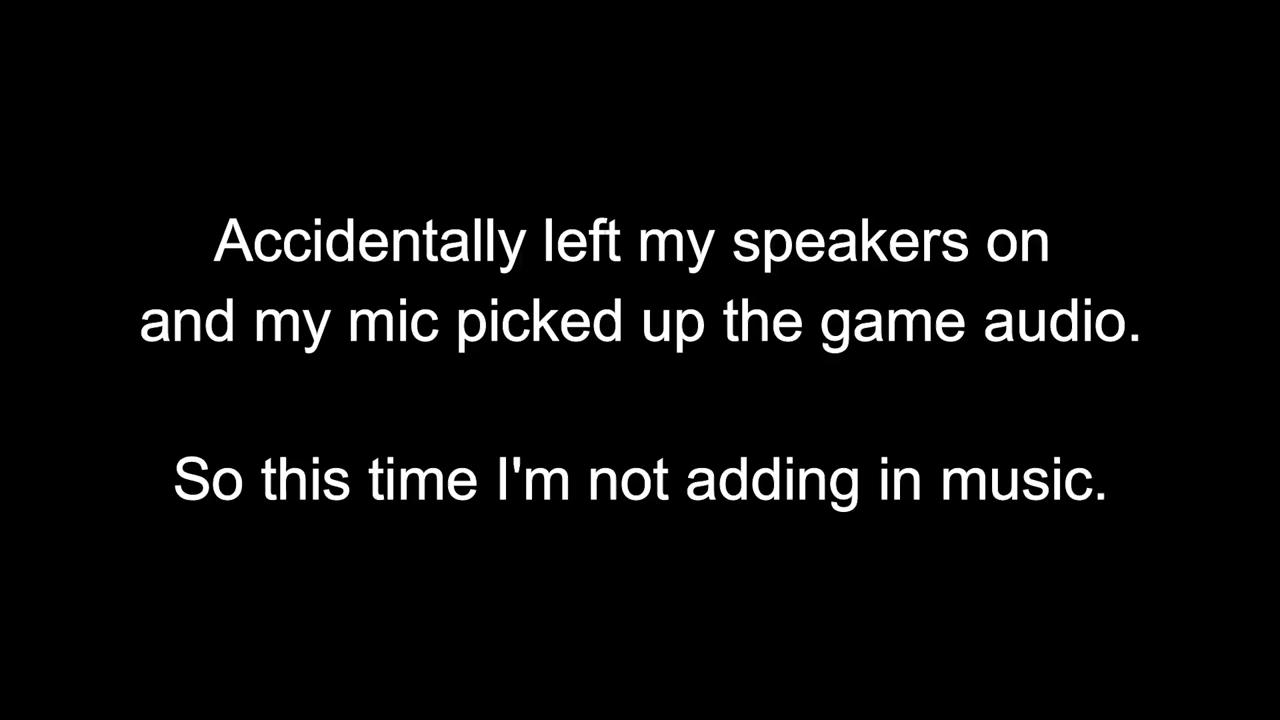 Accidentally left my speakers on
and my mic picked up the game audio.
So this time I'm not adding in music.